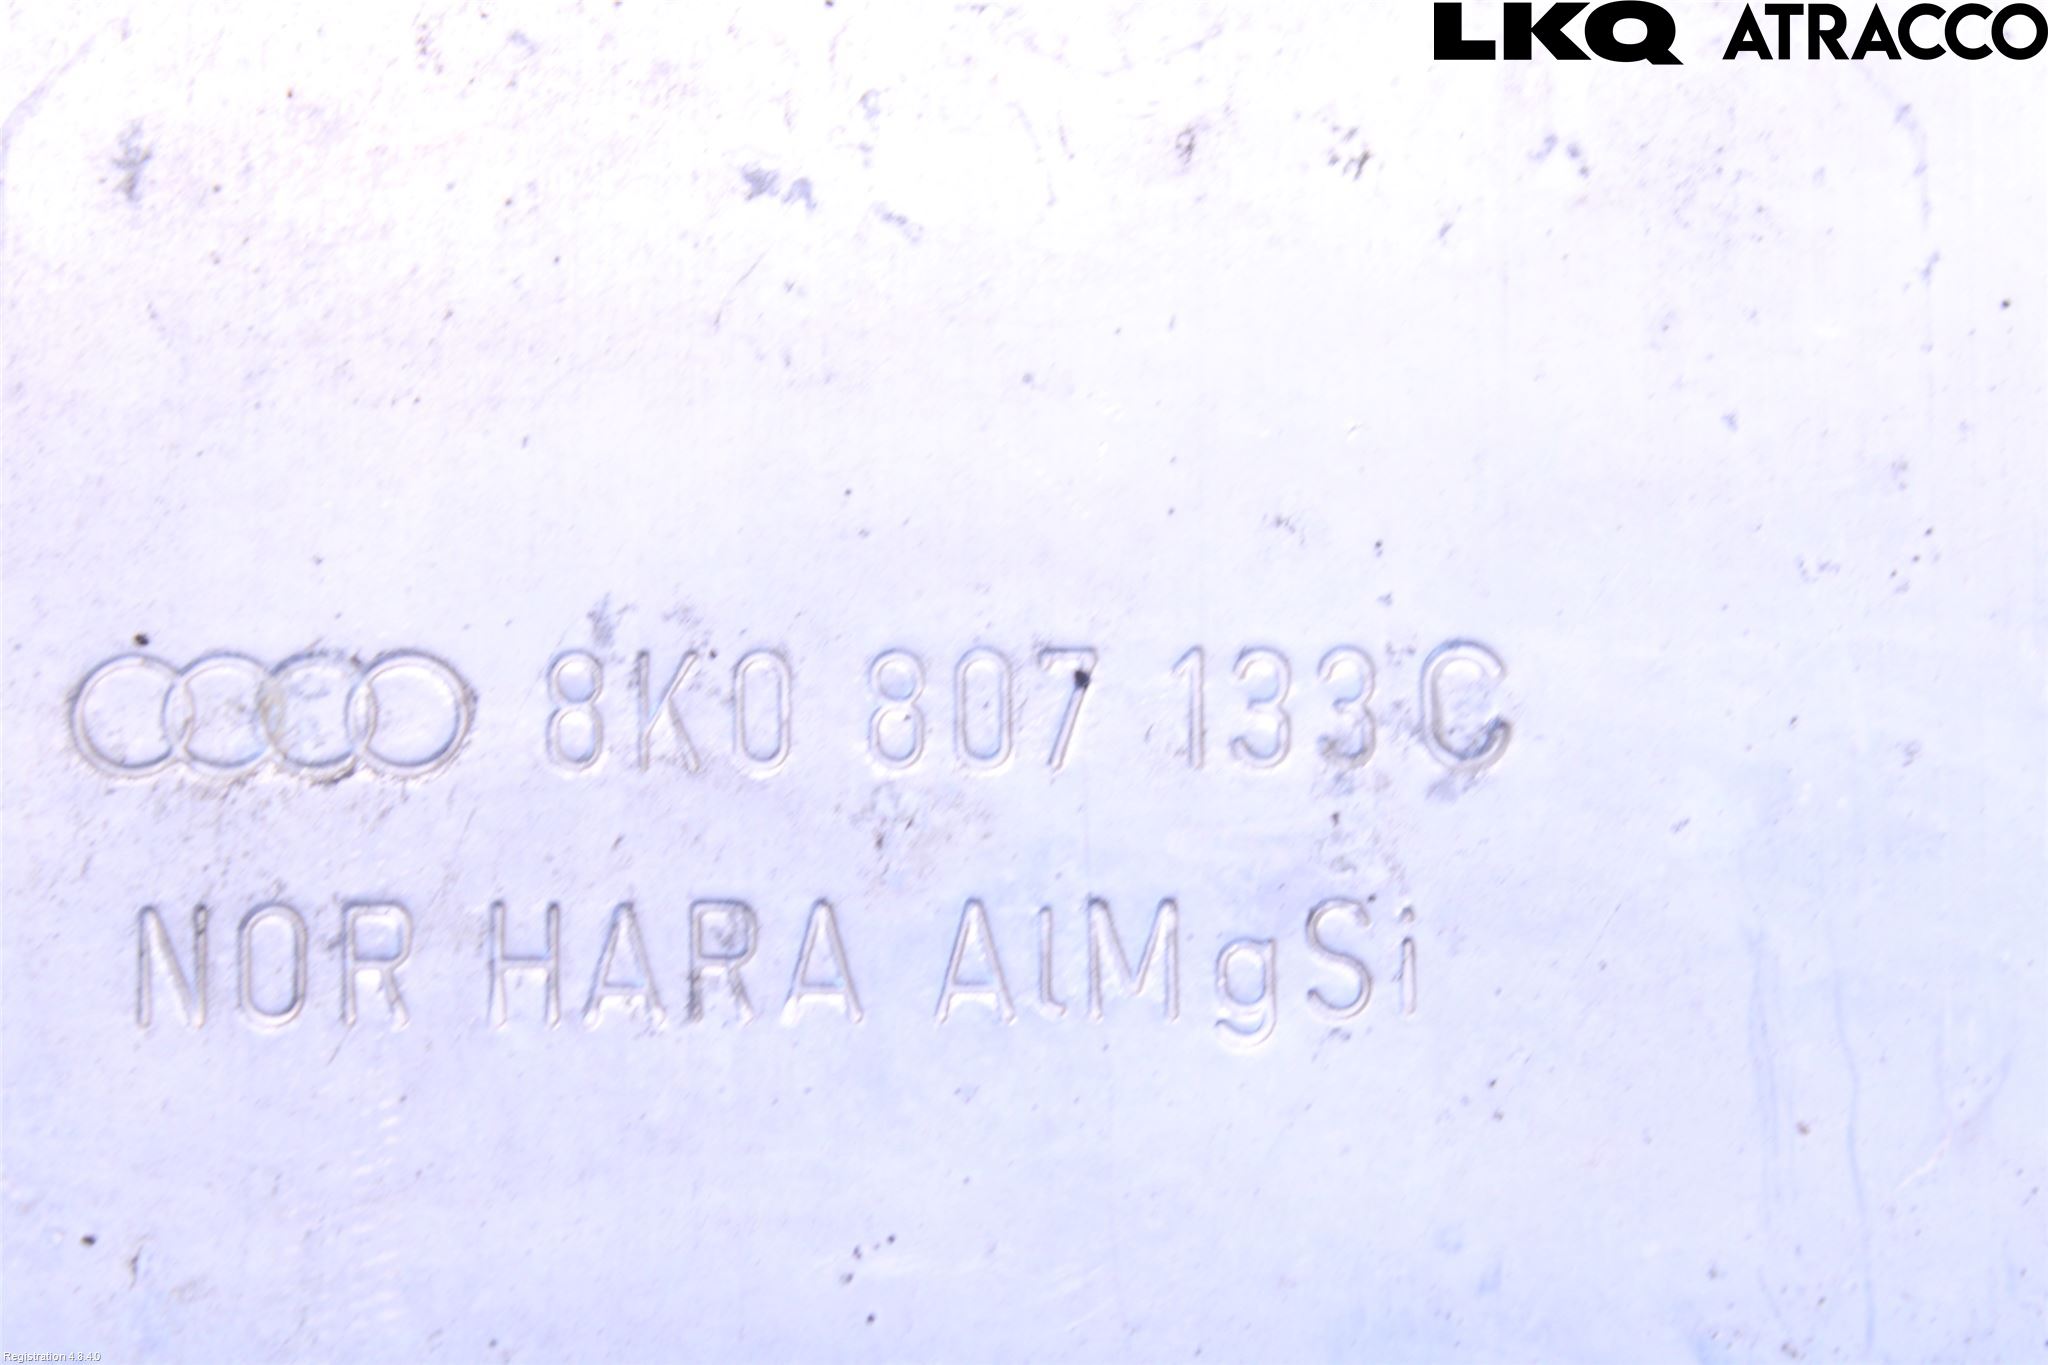 LKQ ATRACCO
8K0 807 133C
NOR HARA AlMgSi
Registration 4.8.4.0